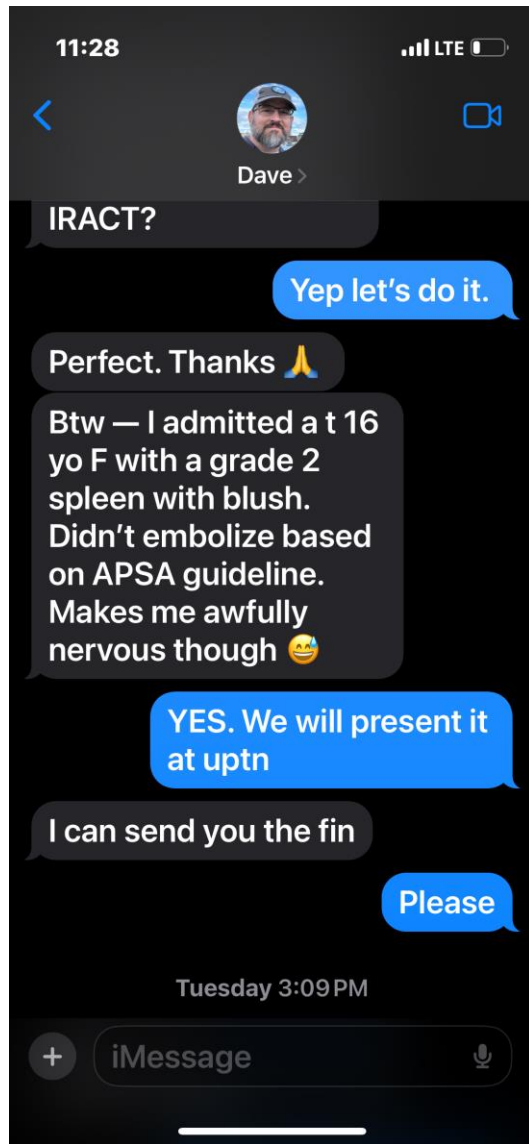 11:28
LTE
Dave
IRACT?
Yep let’s do it.
Perfect. Thanks 🙏
Btw — I admitted a t 16
yo F with a grade 2
spleen with blush.
Didn’t embolize based
on APSA guideline.
Makes me awfully
nervous though 😅
YES. We will present it
at uptn
I can send you the fin
Please
Tuesday 3:09 PM
iMessage